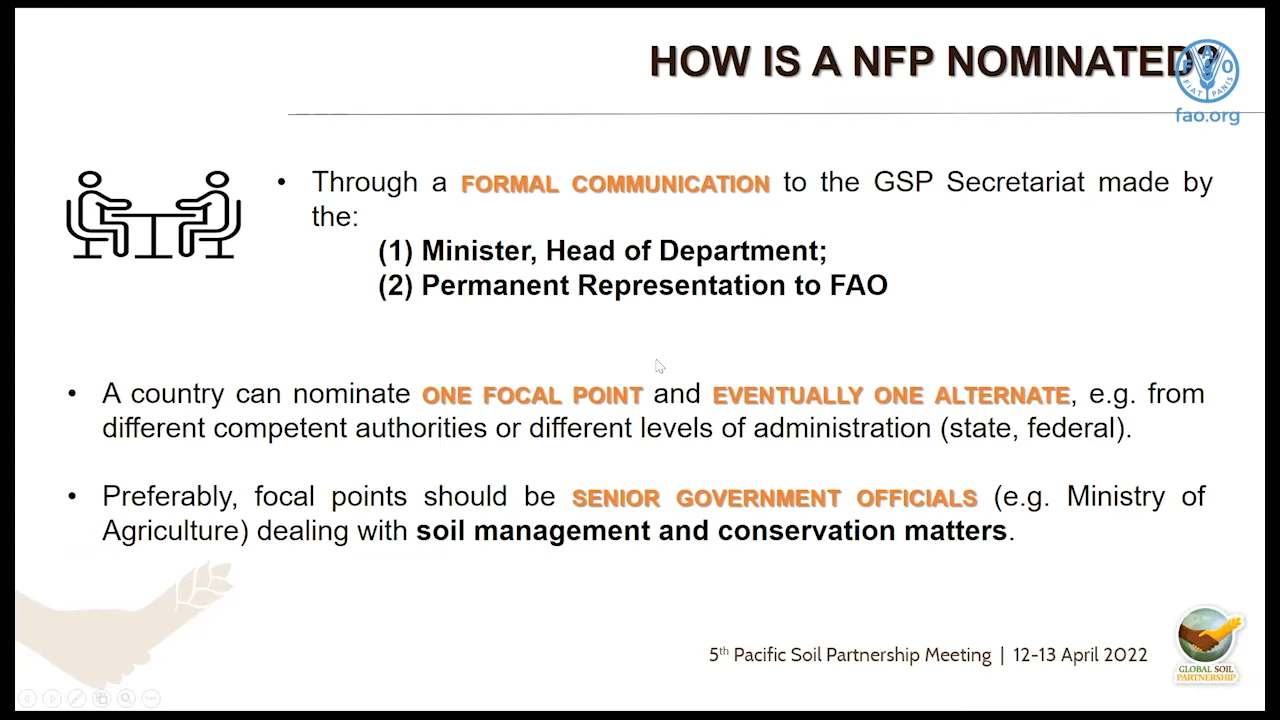 HOW IS A NFP NOMINATED?
FAO
FIAT PANIS
fao.org
• Through a FORMAL COMMUNICATION to the GSP Secretariat made by
the:
(1) Minister, Head of Department;
(2) Permanent Representation to FAO
• A country can nominate ONE FOCAL POINT and EVENTUALLY ONE ALTERNATE, e.g. from
different competent authorities or different levels of administration (state, federal).
• Preferably, focal points should be SENIOR GOVERNMENT OFFICIALS (e.g. Ministry of
Agriculture) dealing with soil management and conservation matters.
5th Pacific Soil Partnership Meeting | 12-13 April 2022
GLOBAL SOIL
PARTNERSHIP